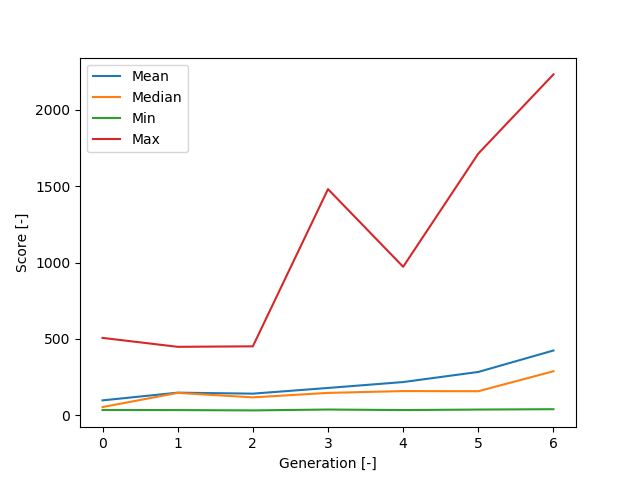 Mean
Median
Min
Max
2000
1500
1000
500
0
Score [-]
0 1 2 3 4 5 6
Generation [-]